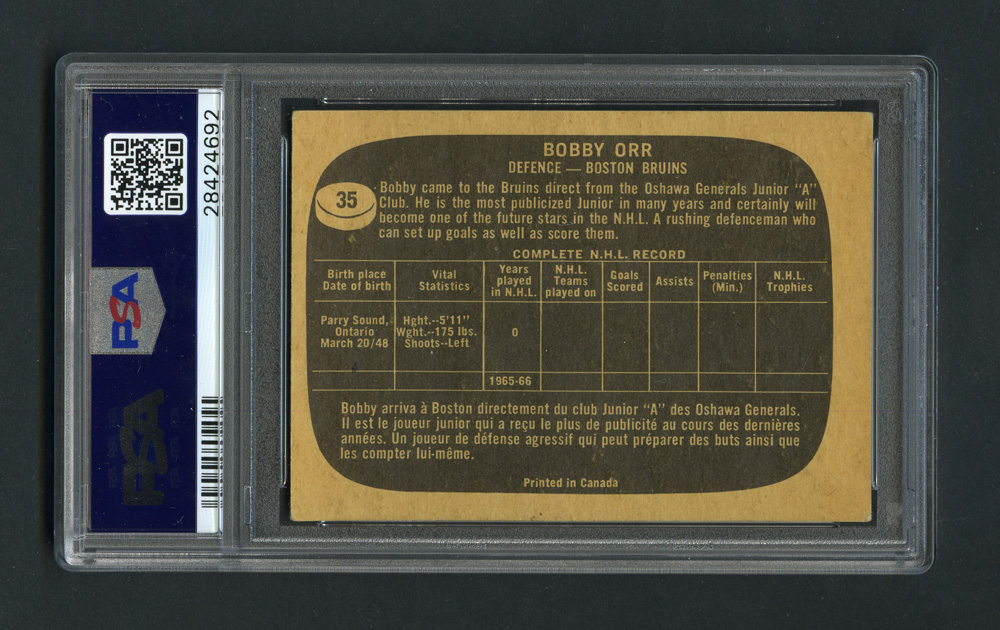 28424692
PSA
PSA
BOBBY ORR
DEFENCE — BOSTON BRUINS
35
Bobby came to the Bruins direct from the Oshawa Generals Junior "A"
Club. He is the most publicized Junior in many years and certainly will
become one of the future stars in the N.H.L. A rushing defenceman who
can set up goals as well as score them.
COMPLETE N.H.L. RECORD
Birth place
Date of birth
Vital
Statistics
Years
played
in N.H.L.
N.H.L.
Teams
played on
Goals
Scored
Assists
Penalties
(Min.)
N.H.L.
Trophies
Parry Sound,
Ontario
March 20/48
Hght.--5'11"
Wght.--175 lbs.
Shoots--Left
0
1965-66
Bobby arriva à Boston directement du club Junior "A" des Oshawa Generals.
Il est le joueur junior qui a reçu le plus de publicité au cours des dernières
années. Un joueur de défense agressif qui peut préparer des buts ainsi que
les compter lui-même.
Printed in Canada